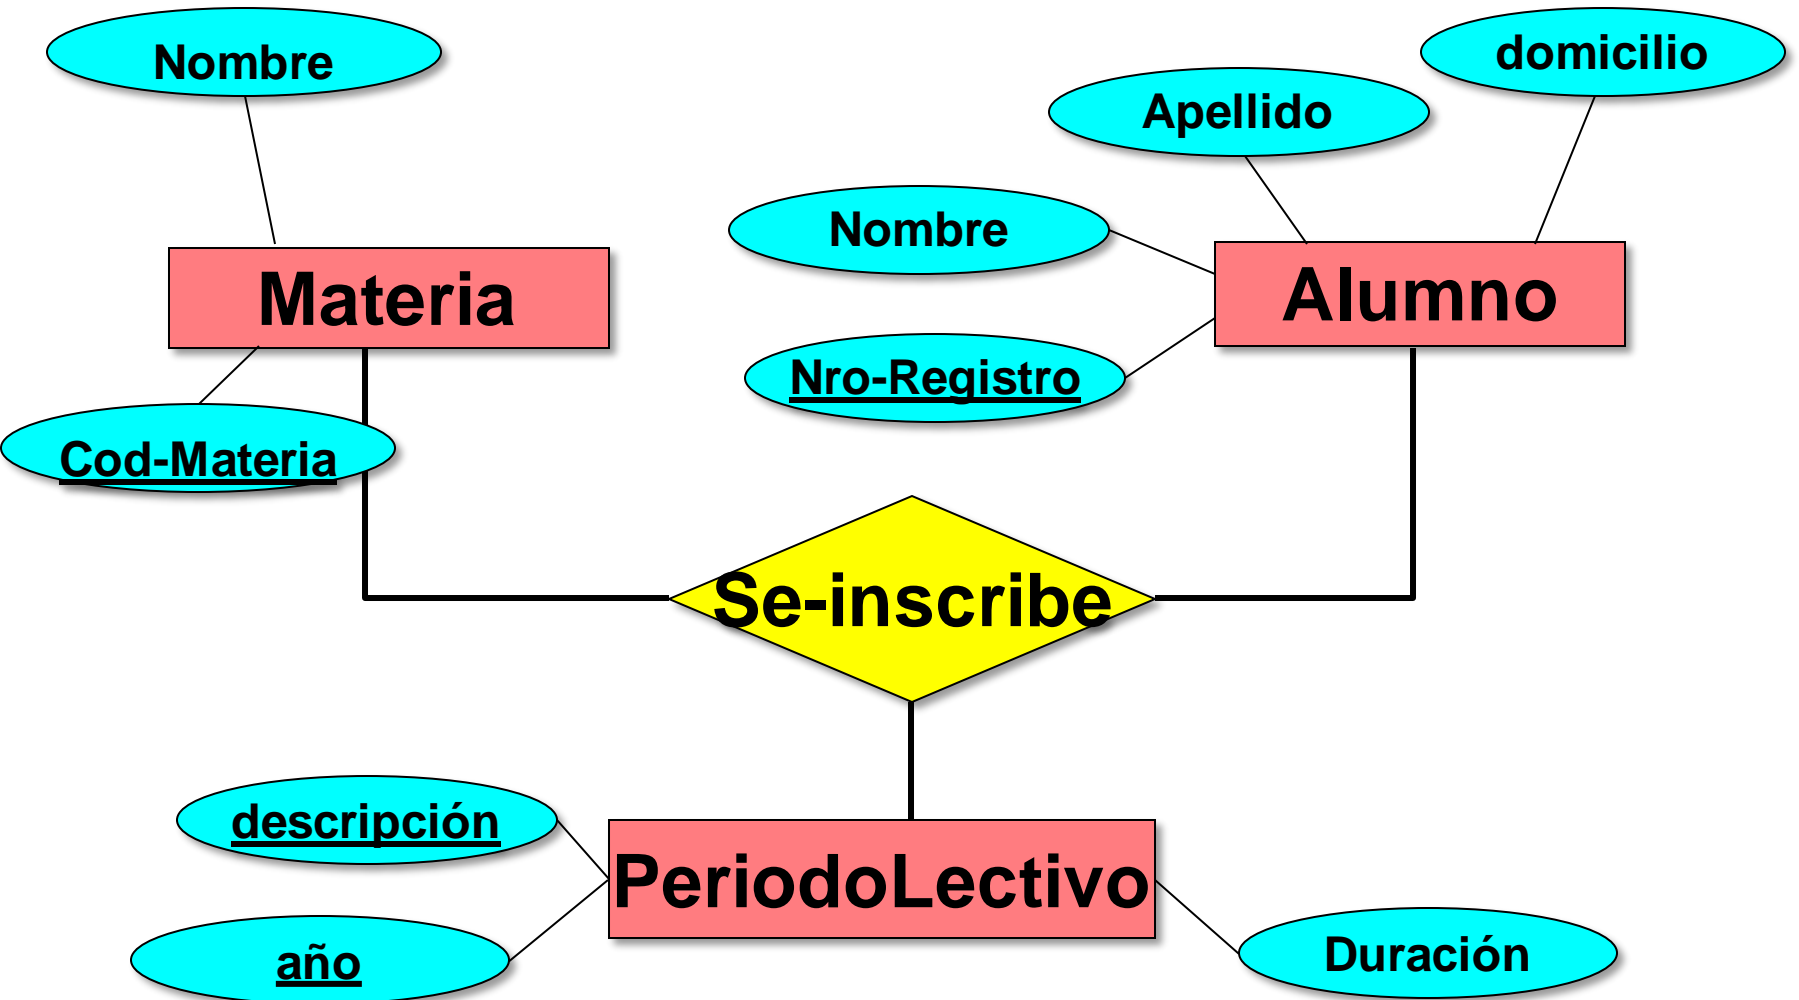 Nombre
domicilio
Apellido
Nombre
Materia
Alumno
Nro-Registro
Cod-Materia
Se-inscribe
descripción
PeriodoLectivo
año
Duración